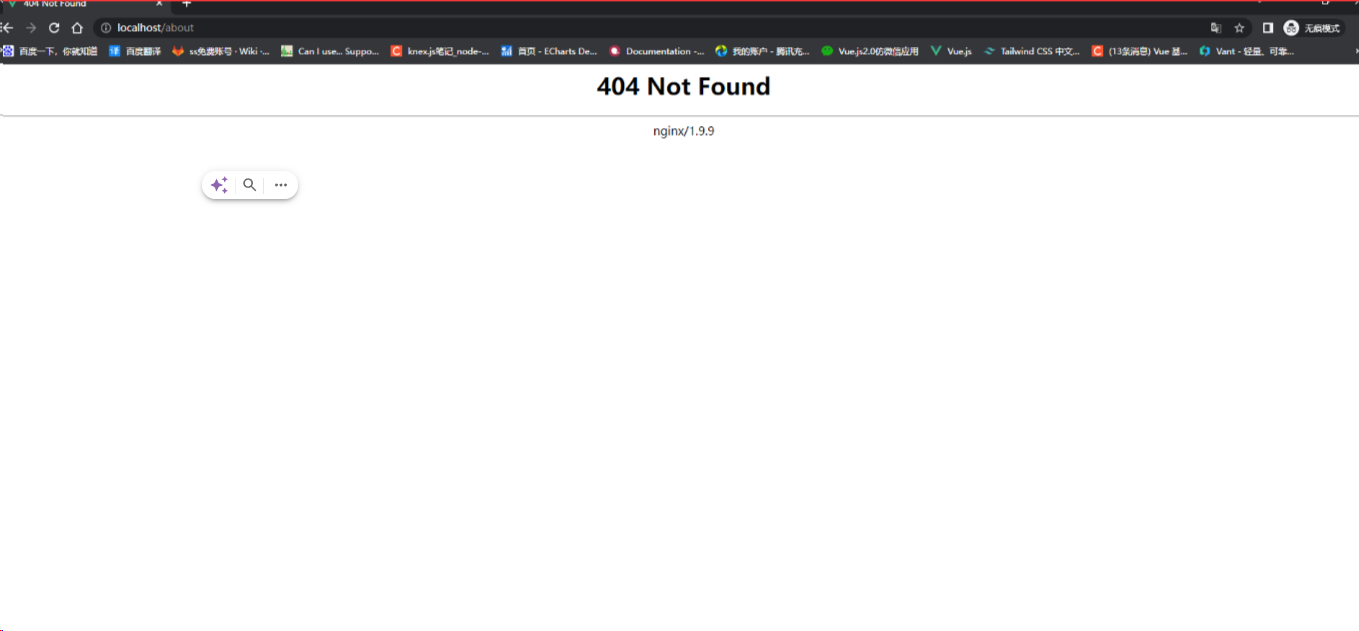 404 Not Found
localhost/about
无痕模式
百度一下，你就知道 百度翻译 ss免费账号 · Wiki ·... Can I use... Suppo... knex.js笔记_node-... 首页 - ECharts De... Documentation -... 我的账户 - 腾讯充... Vue.js2.0仿微信应用 Vue.js Tailwind CSS 中文... (13条消息) Vue 基... Vant - 轻量、可靠...
404 Not Found
nginx/1.9.9